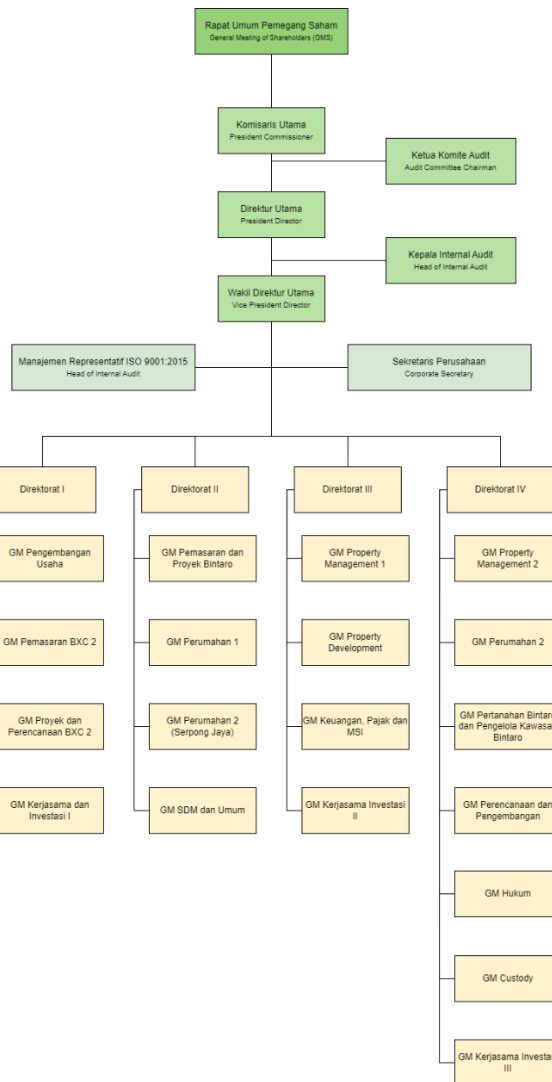 Rapat Umum Pemegang Saham
General Meeting of Shareholders (GMS)
Komisaris Utama
President Commissioner
Ketua Komite Audit
Audit Committee Chairman
Direktur Utama
President Director
Kepala Internal Audit
Head of Internal Audit
Wakil Direktur Utama
Vice President Director
Manajemen Representatif ISO 9001:2015
Head of Internal Audit
Sekretaris Perusahaan
Corporate Secretary
Direktorat I
Direktorat II
Direktorat III
Direktorat IV
GM Pengembangan
Usaha
GM Pemasaran dan
Proyek Bintaro
GM Property
Management 1
GM Property
Management 2
GM Pemasaran BXC 2
GM Perumahan 1
GM Property
Development
GM Perumahan 2
GM Proyek dan
Perencanaan BXC 2
GM Perumahan 2
(Serpong Jaya)
GM Keuangan, Pajak dan
MSI
GM Pertanahan Bintaro
dan Pengelola Kawasan
Bintaro
GM Kerjasama dan
Investasi I
GM SDM dan Umum
GM Kerjasama Investasi
II
GM Perencanaan dan
Pengembangan
GM Hukum
GM Custody
GM Kerjasama Investasi
III